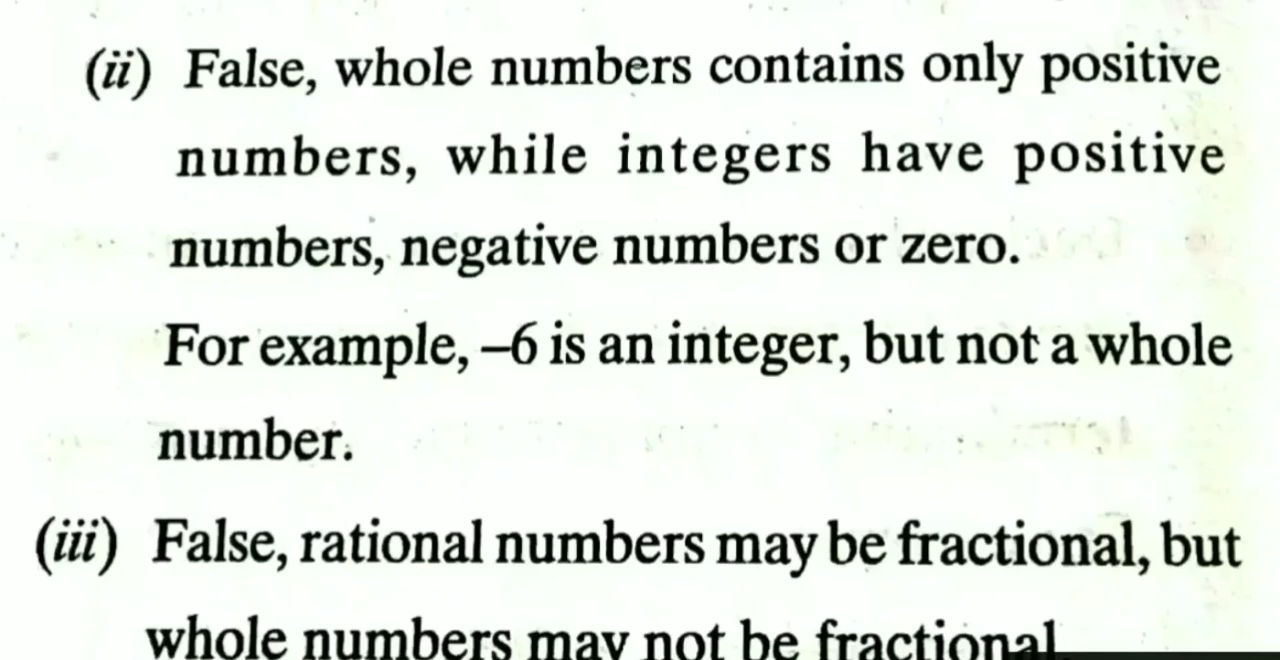 (ii) False, whole numbers contains only positive
numbers, while integers have positive
numbers, negative numbers or zero.
For example, –6 is an integer, but not a whole
number.
(iii) False, rational numbers may be fractional, but
whole numbers may not be fractional